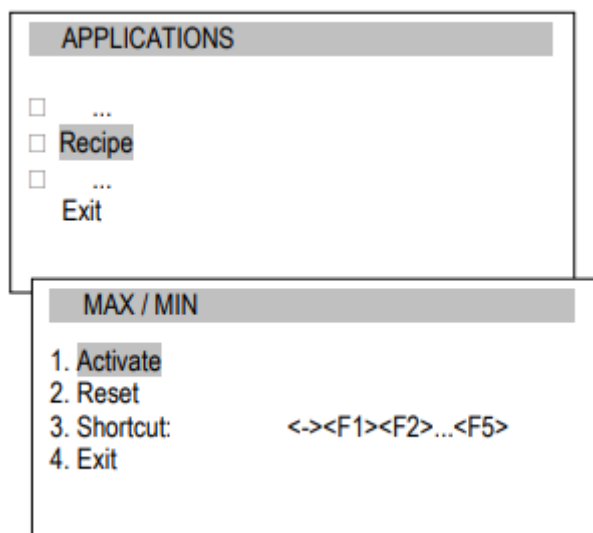 APPLICATIONS
...
Recipe
...
Exit
MAX / MIN
1. Activate
2. Reset
3. Shortcut: <-><F1><F2>...<F5>
4. Exit